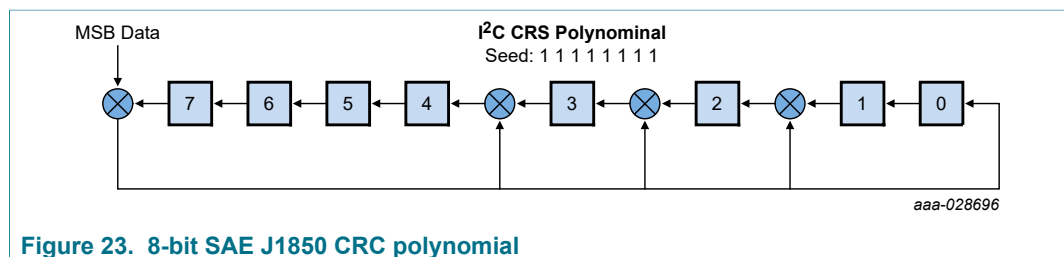 MSB Data
I²C CRS Polynominal
Seed: 1 1 1 1 1 1 1 1
7 6 5 4 3 2 1 0
aaa-028696
Figure 23. 8-bit SAE J1850 CRC polynomial